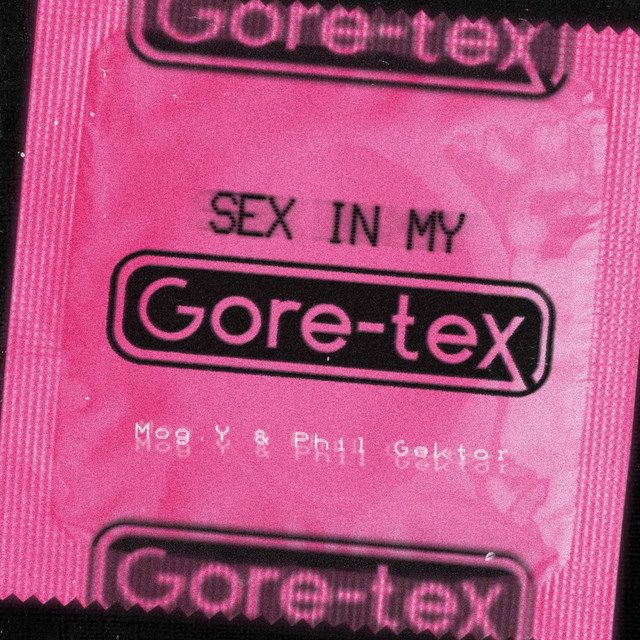 Gore-tex
SEX IN MY
Gore-tex
Mog.Y & Phil Gektor
Gore-tex